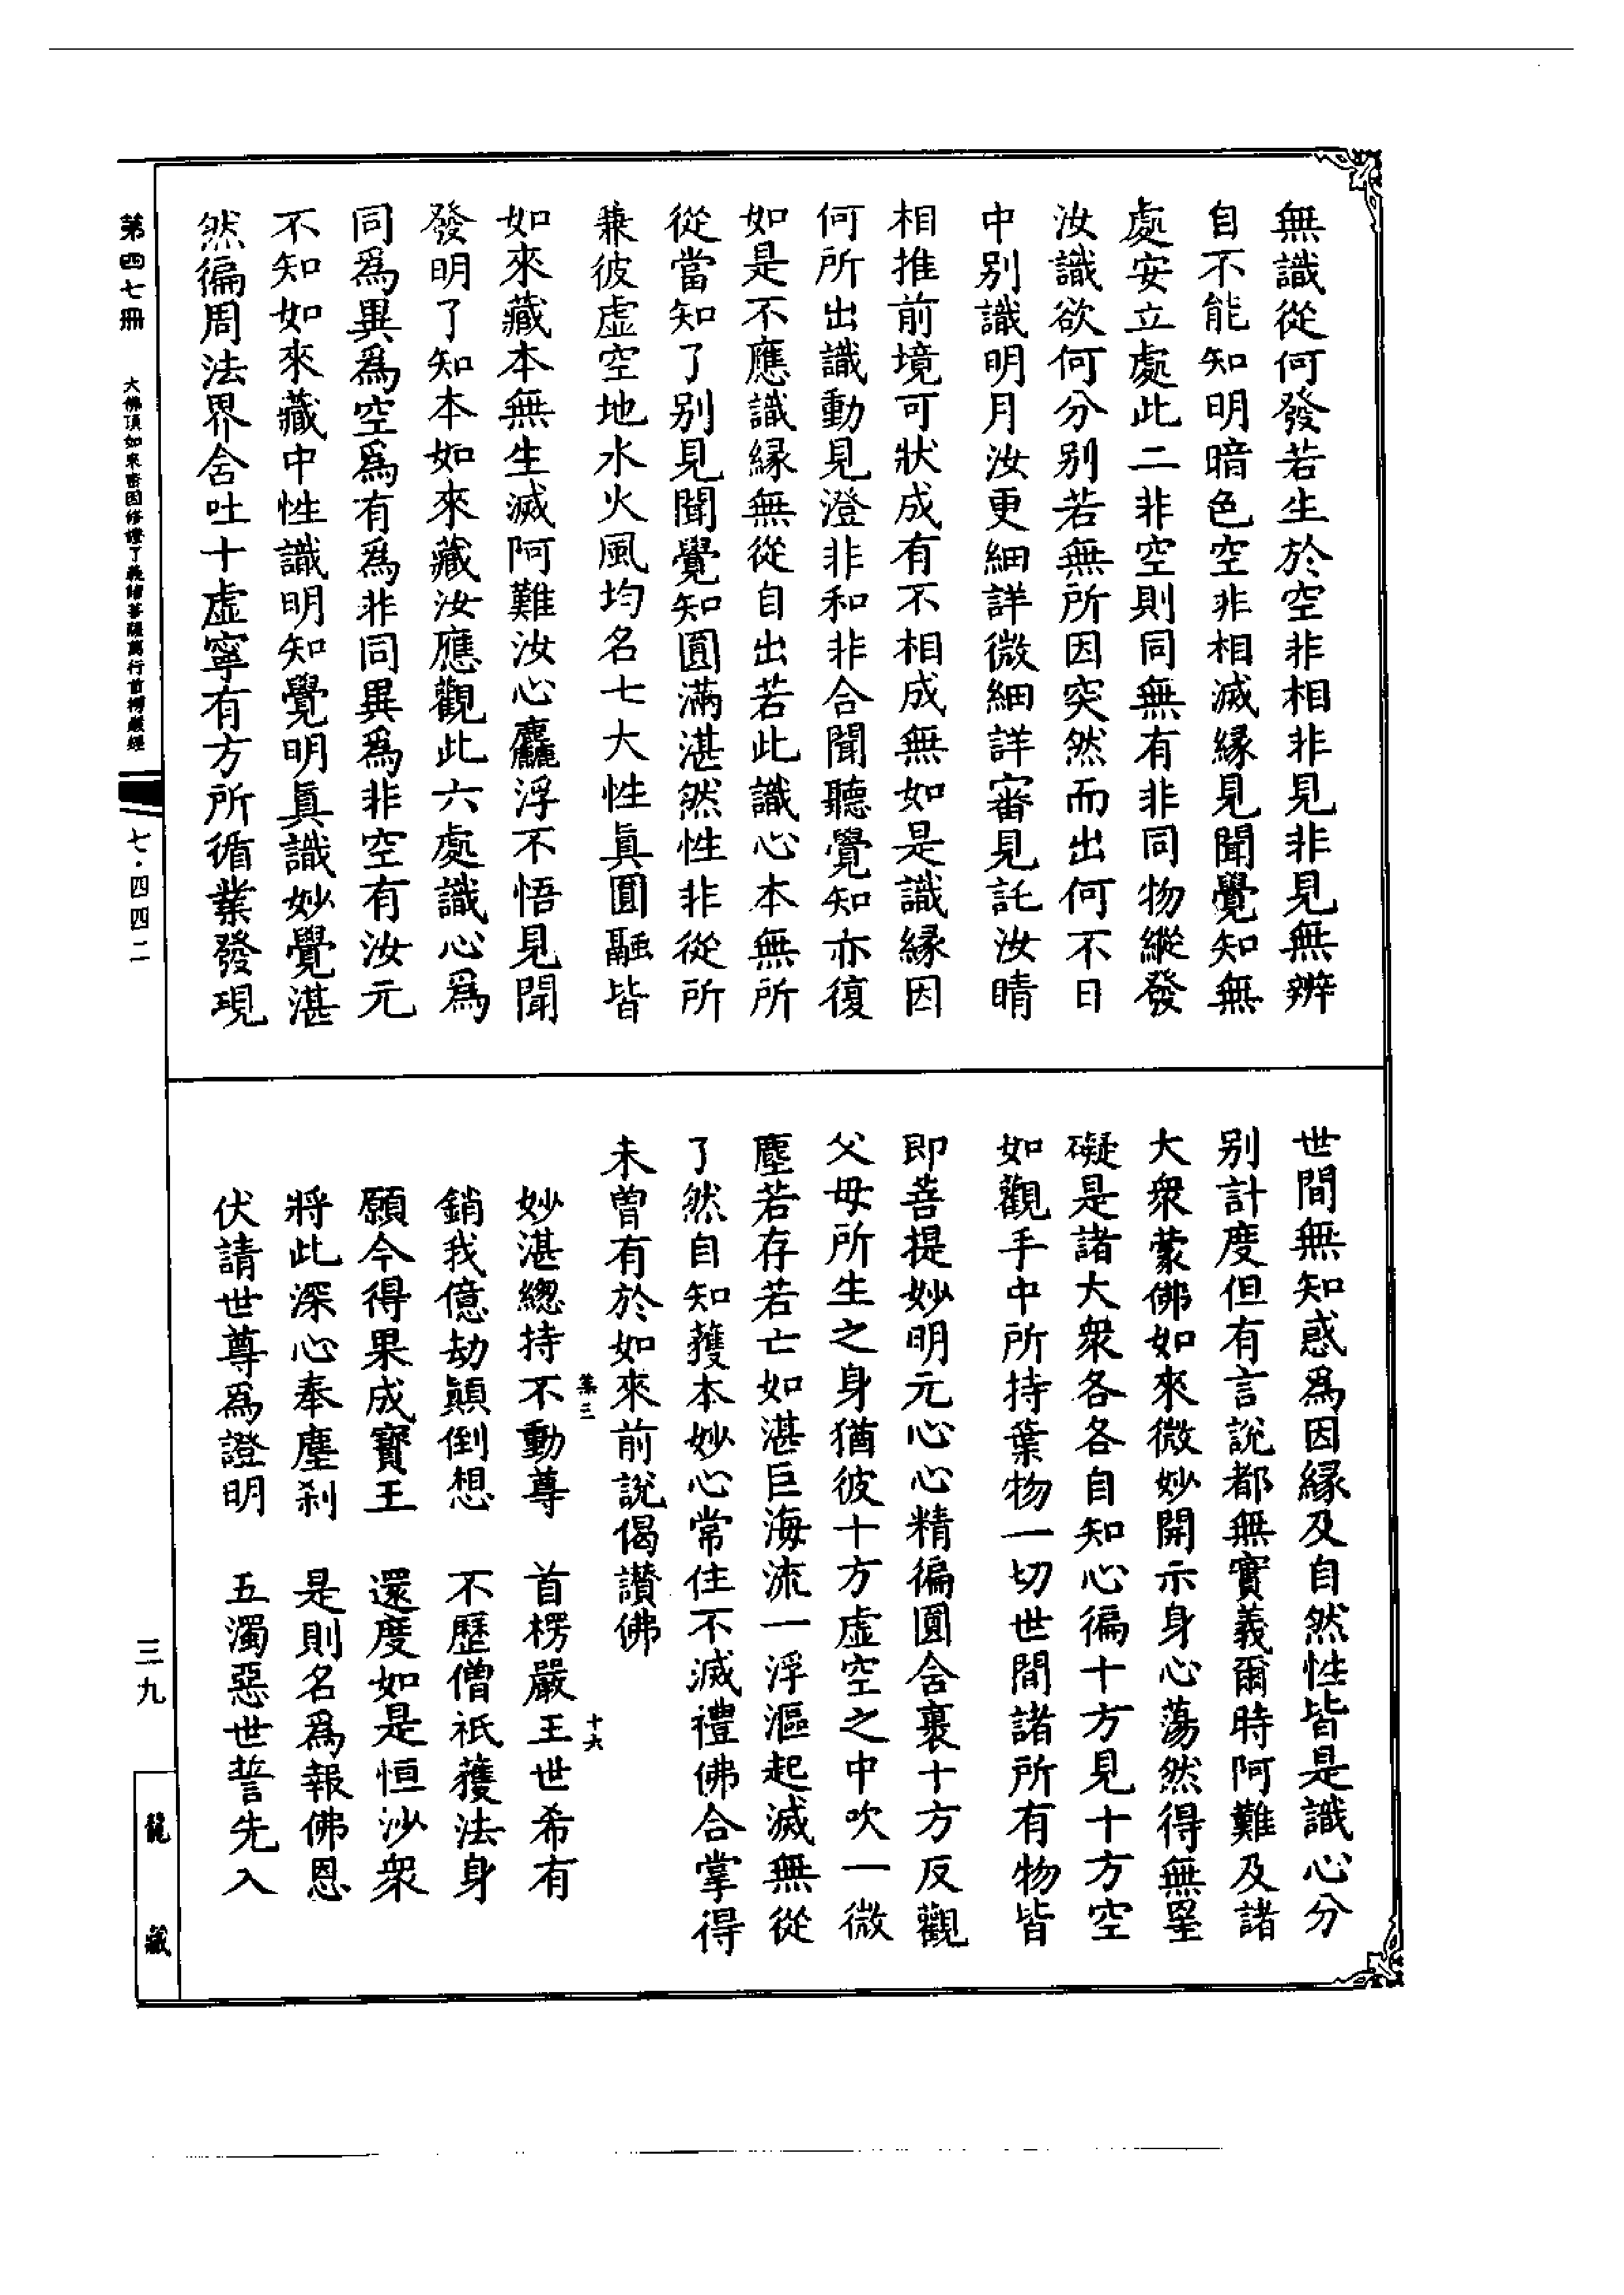 無識從何發若生於空非相非見非見無辨
自不能知明暗色空非相滅緣見聞覺知無
處安立處此二非空則同無有非同物縱發
汝識欲何分別若無所因突然而出何不日
中別識明月汝更細詳微細詳審見託汝睛
相推前境可狀成有不相成無如是識緣因
何所出識動見澄非和非合聞聽覺知亦復
如是不應識緣無從自出若此識心本無所
從當知了別見聞覺知圓滿湛然性非從所
兼彼虛空地水火風均名七大性眞圓融皆
如來藏本無生滅阿難汝心麤浮不悟見聞
發明了知本如來藏汝應觀此六處識心爲
同爲異爲空爲有爲非同異爲非空有汝元
不知如來藏中性識明知覺明眞識妙覺湛
然徧周法界含吐十虛寧有方所循業發現
世間無知惑爲因緣及自然性皆是識心分
別計度但有言說都無實義爾時阿難及諸
大衆蒙佛如來微妙開示身心蕩然得無罣
礙是諸大衆各各自知心徧十方見十方空
如觀手中所持葉物一切世間諸所有物皆
即菩提妙明元心心精徧圓含裹十方反觀
父母所生之身猶彼十方虛空之中吹一微
塵若存若亡如湛巨海流一浮漚起滅無從
了然自知獲本妙心常住不滅禮佛合掌得
未曾有於如來前說偈讚佛
業三 十六
妙湛總持不動尊 首楞嚴王世希有
銷我億劫顚倒想 不歷僧祇獲法身
願今得果成寶王 還度如是恒沙衆
將此深心奉塵剎 是則名爲報佛恩
伏請世尊爲證明 五濁惡世誓先入
第四七冊 大佛頂如來密因修證了義諸菩薩萬行首楞嚴經 七·四四二
三九
龍藏